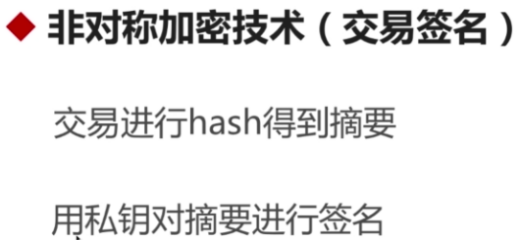 非对称加密技术（交易签名）
交易进行hash得到摘要
用私钥对摘要进行签名